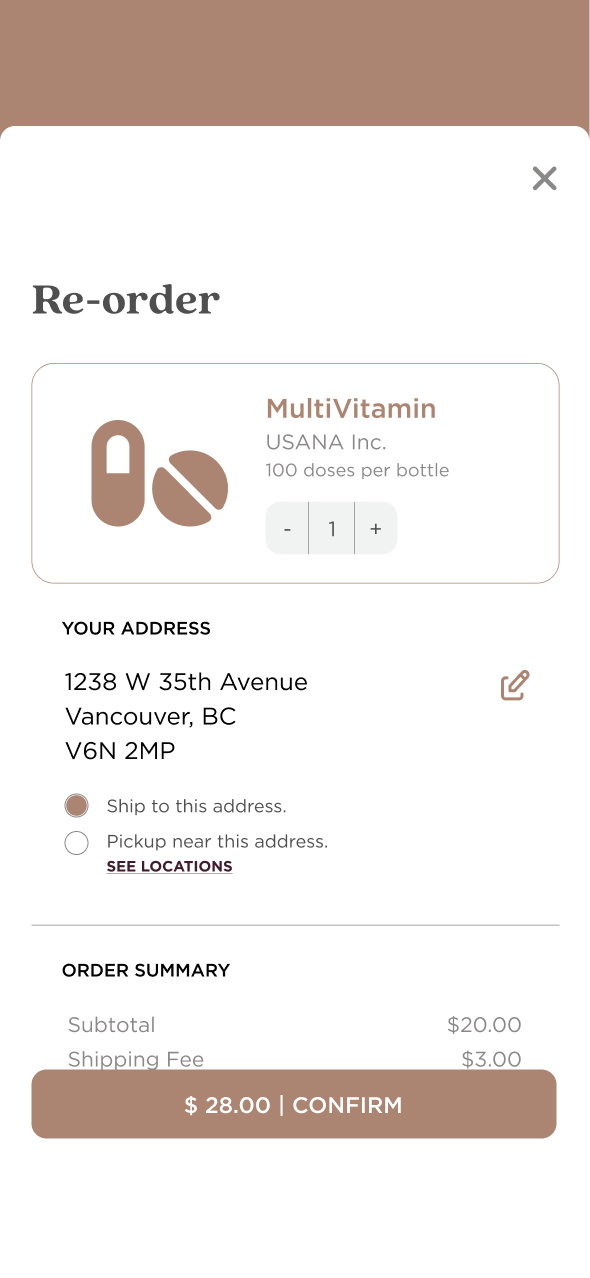 Re-order
MultiVitamin
USANA Inc.
100 doses per bottle
- 1 +
YOUR ADDRESS
1238 W 35th Avenue
Vancouver, BC
V6N 2MP
Ship to this address.
Pickup near this address.
SEE LOCATIONS
ORDER SUMMARY
Subtotal $20.00
Shipping Fee $3.00
$ 28.00 | CONFIRM